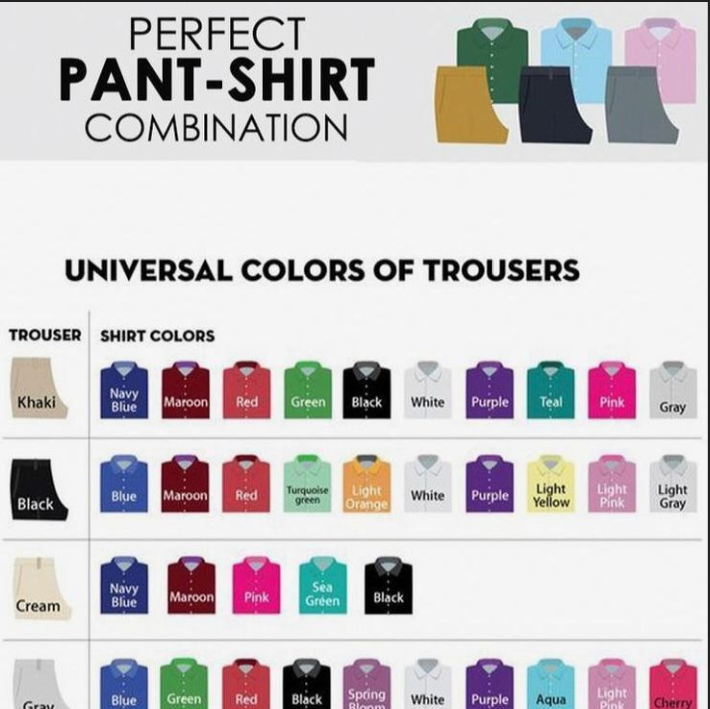 PERFECT
PANT-SHIRT
COMBINATION
UNIVERSAL COLORS OF TROUSERS
TROUSER SHIRT COLORS
Khaki Navy Blue Maroon Red Green Black White Purple Teal Pink Gray
Black Blue Maroon Red Turquoise green Light Orange White Purple Light Yellow Light Pink Light Gray
Cream Navy Blue Maroon Pink Sea Green Black
Gray Blue Green Red Black Spring Bloom White Purple Aqua Light Pink Cherry